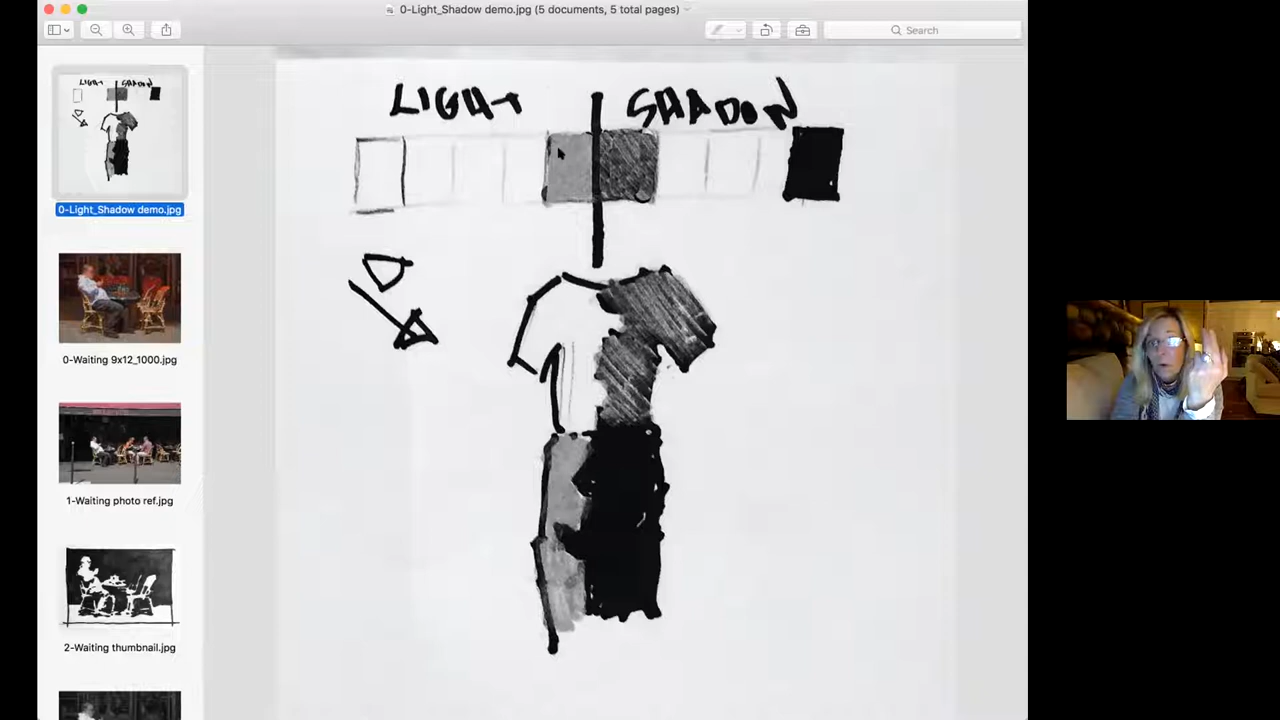 0-Light_Shadow demo.jpg (5 documents, 5 total pages)
Search
LIGHT SHADOW
0-Light_Shadow demo.jpg
0-Waiting 9x12_1000.jpg
1-Waiting photo ref.jpg
2-Waiting thumbnail.jpg